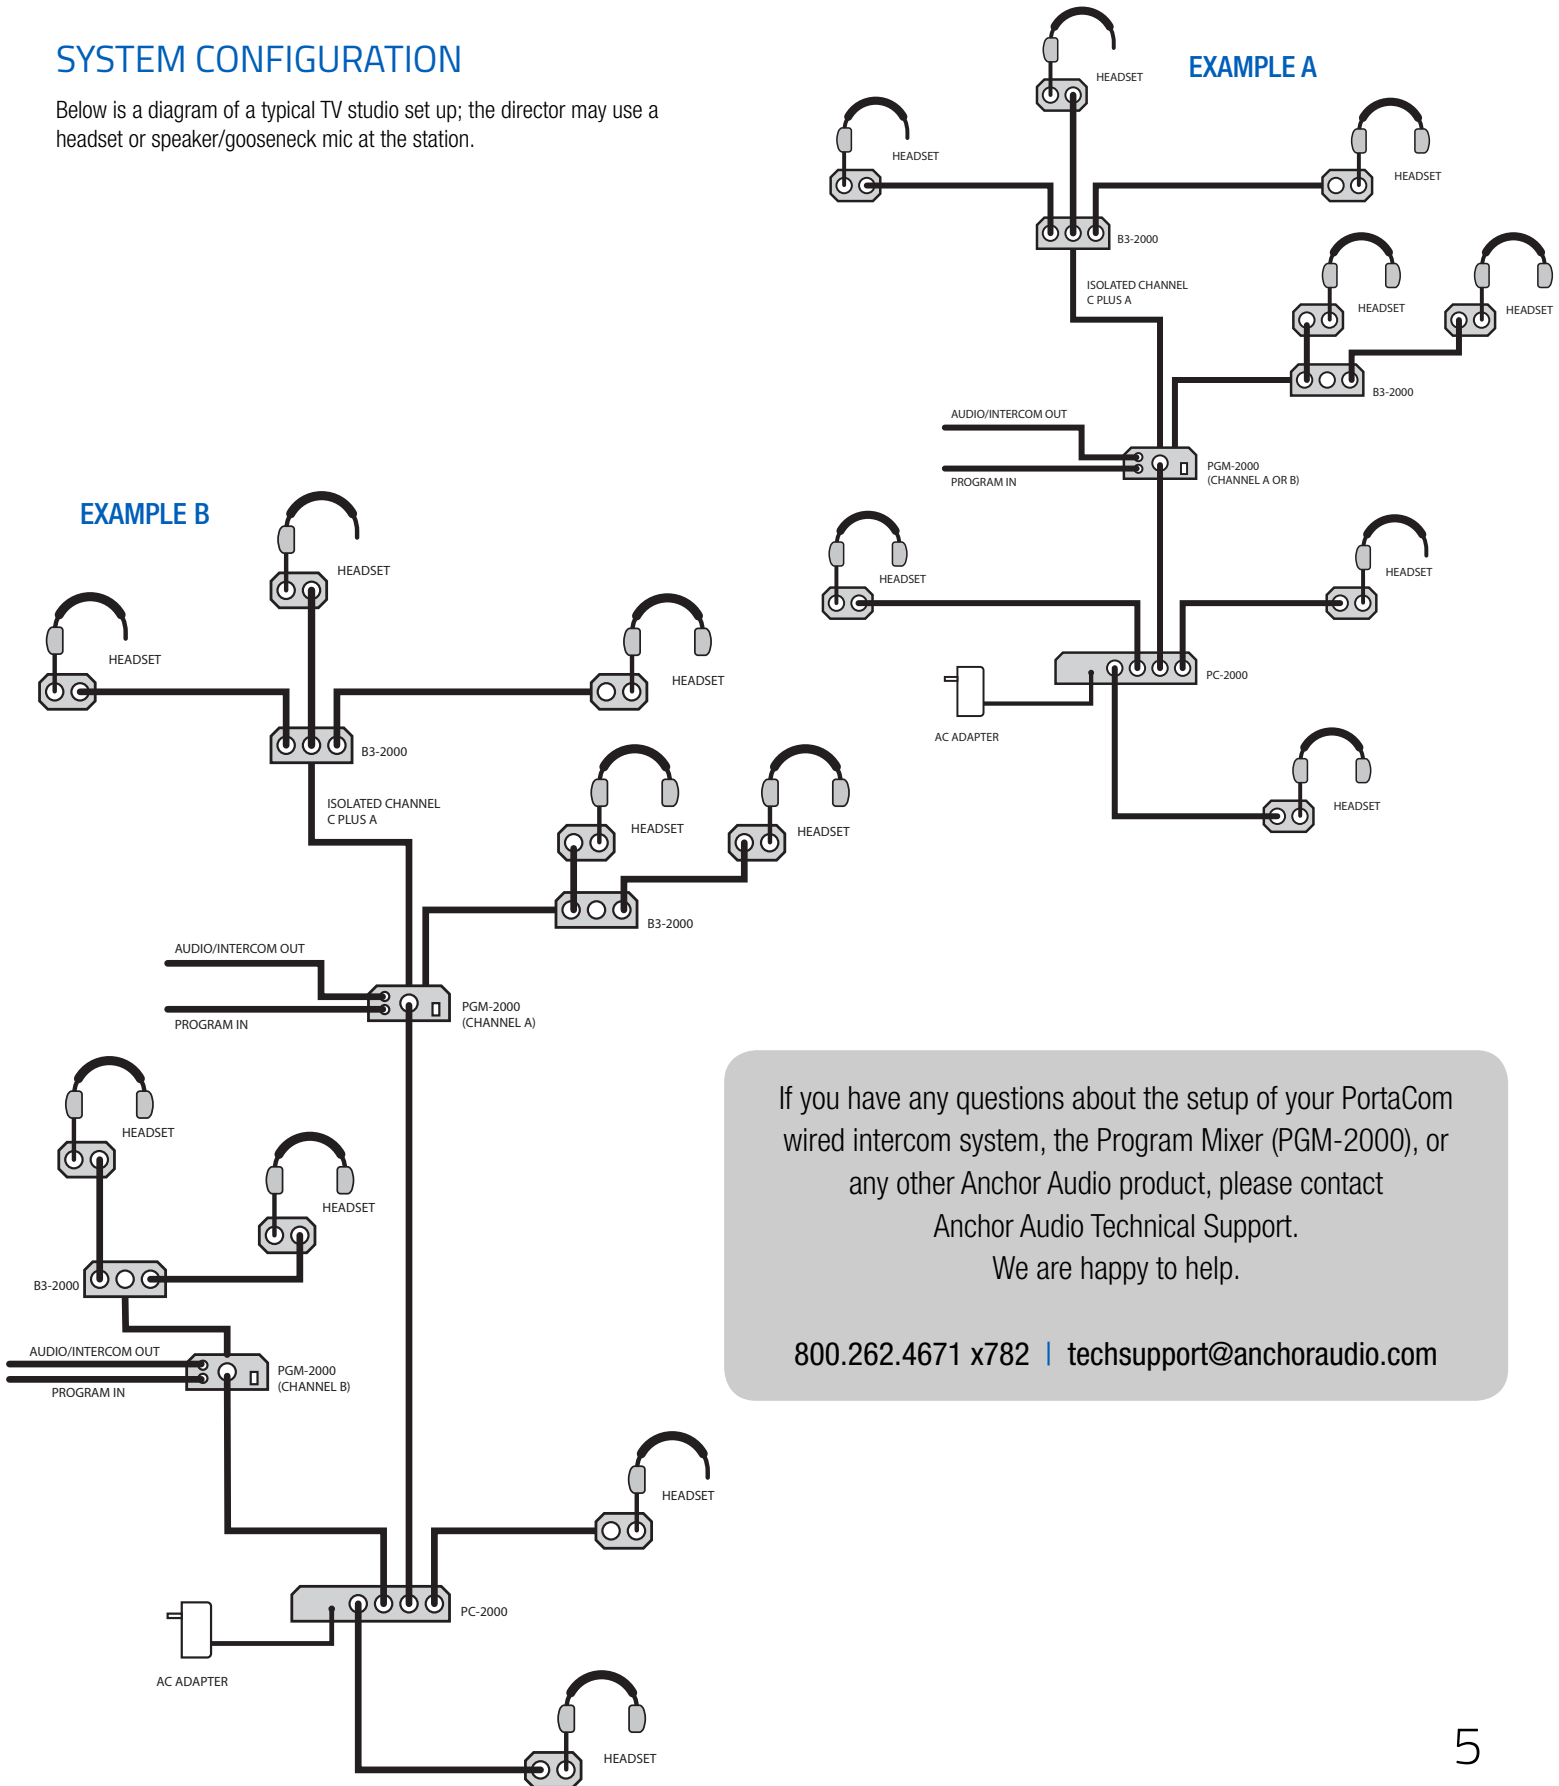 SYSTEM CONFIGURATION
Below is a diagram of a typical TV studio set up; the director may use a
headset or speaker/gooseneck mic at the station.
EXAMPLE A
HEADSET
HEADSET
HEADSET
B3-2000
ISOLATED CHANNEL
C PLUS A
HEADSET
HEADSET
B3-2000
AUDIO/INTERCOM OUT
PROGRAM IN
PGM-2000
(CHANNEL A OR B)
HEADSET
HEADSET
PC-2000
AC ADAPTER
HEADSET
EXAMPLE B
HEADSET
HEADSET
HEADSET
B3-2000
ISOLATED CHANNEL
C PLUS A
HEADSET
HEADSET
B3-2000
AUDIO/INTERCOM OUT
PROGRAM IN
PGM-2000
(CHANNEL A)
HEADSET
HEADSET
B3-2000
AUDIO/INTERCOM OUT
PROGRAM IN
PGM-2000
(CHANNEL B)
HEADSET
PC-2000
AC ADAPTER
HEADSET
If you have any questions about the setup of your PortaCom
wired intercom system, the Program Mixer (PGM-2000), or
any other Anchor Audio product, please contact
Anchor Audio Technical Support.
We are happy to help.
800.262.4671 x782 | techsupport@anchoraudio.com
5